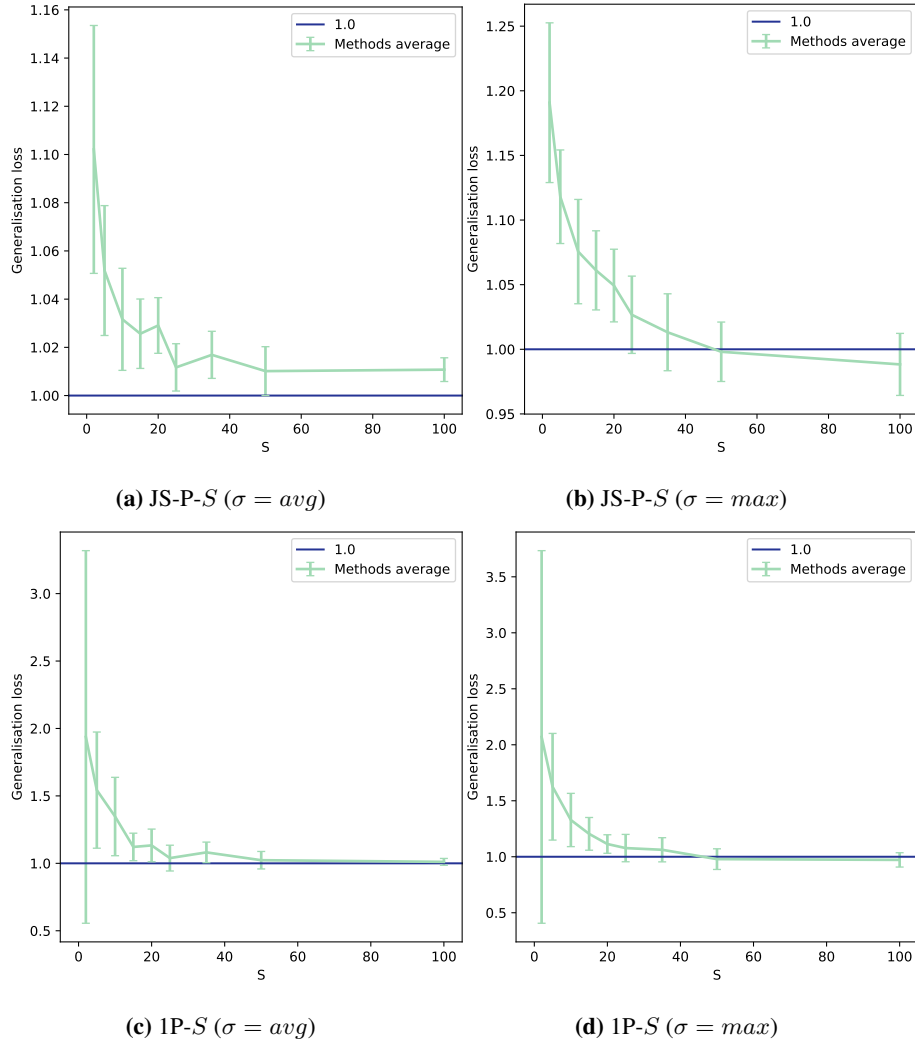 1.16
1.14
1.12
1.10
1.08
1.06
1.04
1.02
1.00
Generalisation loss
1.0
Methods average
0 20 40 60 80 100
S
(a) JS-P-S (σ = avg)
1.25
1.20
1.15
1.10
1.05
1.00
0.95
Generalisation loss
1.0
Methods average
0 20 40 60 80 100
S
(b) JS-P-S (σ = max)
3.0
2.5
2.0
1.5
1.0
0.5
Generalisation loss
1.0
Methods average
0 20 40 60 80 100
S
(c) 1P-S (σ = avg)
3.5
3.0
2.5
2.0
1.5
1.0
0.5
Generalisation loss
1.0
Methods average
0 20 40 60 80 100
S
(d) 1P-S (σ = max)